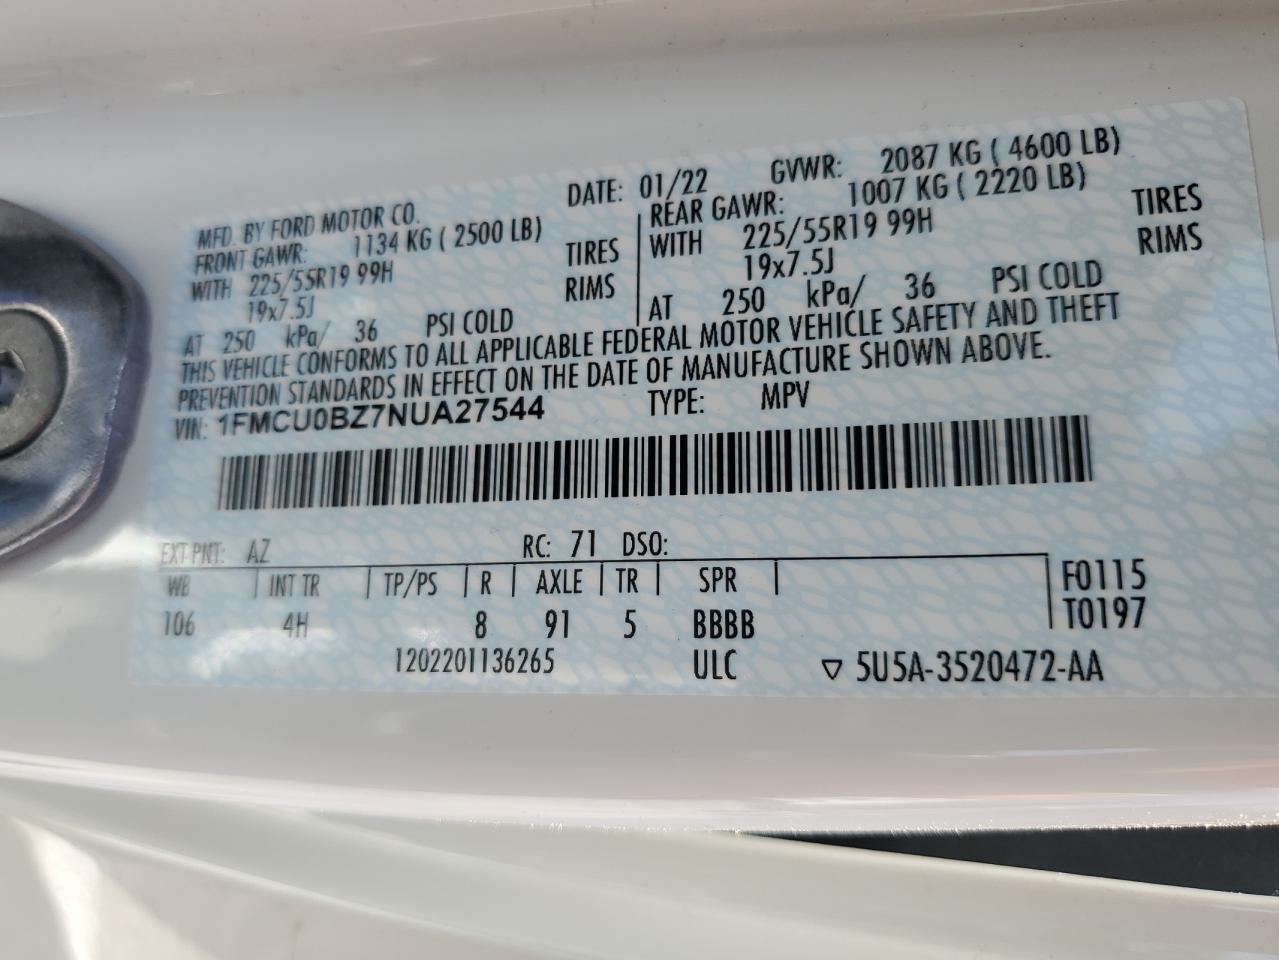 MFD. BY FORD MOTOR CO. DATE: 01/22 GVWR: 2087 KG ( 4600 LB)
FRONT GAWR: 1134 KG ( 2500 LB) REAR GAWR: 1007 KG ( 2220 LB)
WITH 225/55R19 99H TIRES WITH 225/55R19 99H TIRES
19x7.5J RIMS 19x7.5J RIMS
AT 250 kPa/ 36 PSI COLD AT 250 kPa/ 36 PSI COLD
THIS VEHICLE CONFORMS TO ALL APPLICABLE FEDERAL MOTOR VEHICLE SAFETY AND THEFT
PREVENTION STANDARDS IN EFFECT ON THE DATE OF MANUFACTURE SHOWN ABOVE.
VIN: 1FMCU0BZ7NUA27544 TYPE: MPV
EXT PNT: AZ RC: 71 DSO:
WB INT TR TP/PS R AXLE TR SPR F0115
106 4H 8 91 5 BBBB T0197
1202201136265 ULC ▽ 5U5A-3520472-AA